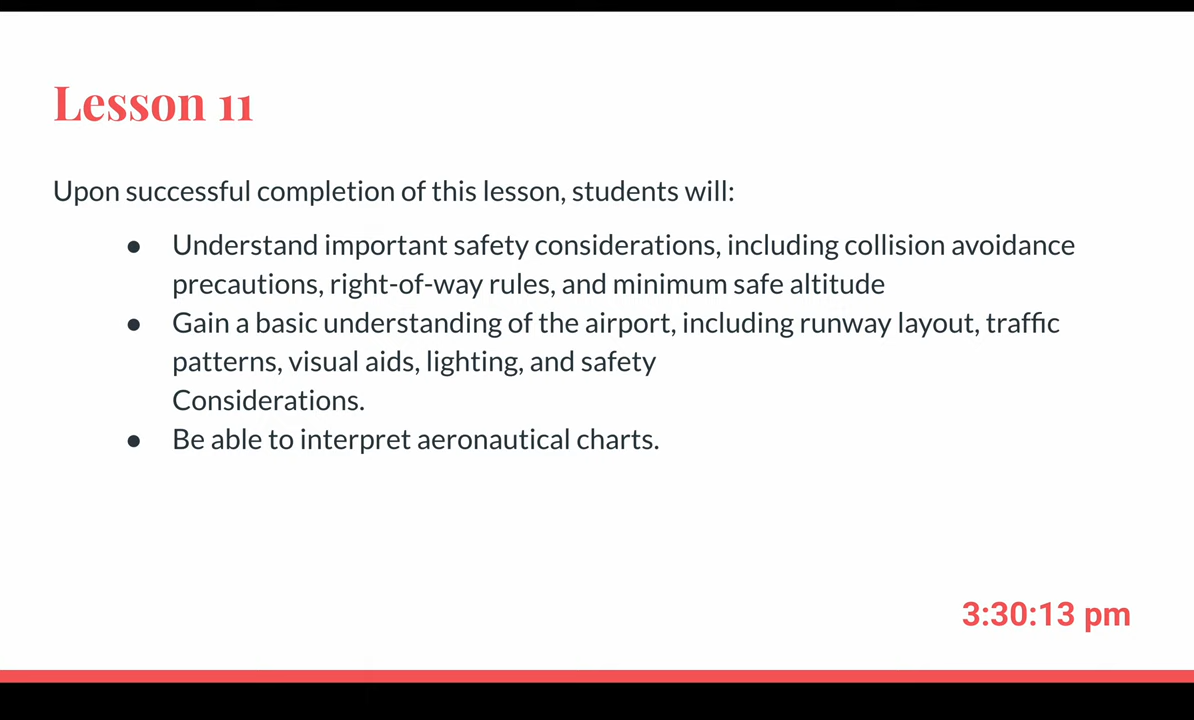 Lesson 11
Upon successful completion of this lesson, students will:
● Understand important safety considerations, including collision avoidance
precautions, right-of-way rules, and minimum safe altitude
● Gain a basic understanding of the airport, including runway layout, traffic
patterns, visual aids, lighting, and safety
Considerations.
● Be able to interpret aeronautical charts.
3:30:13 pm